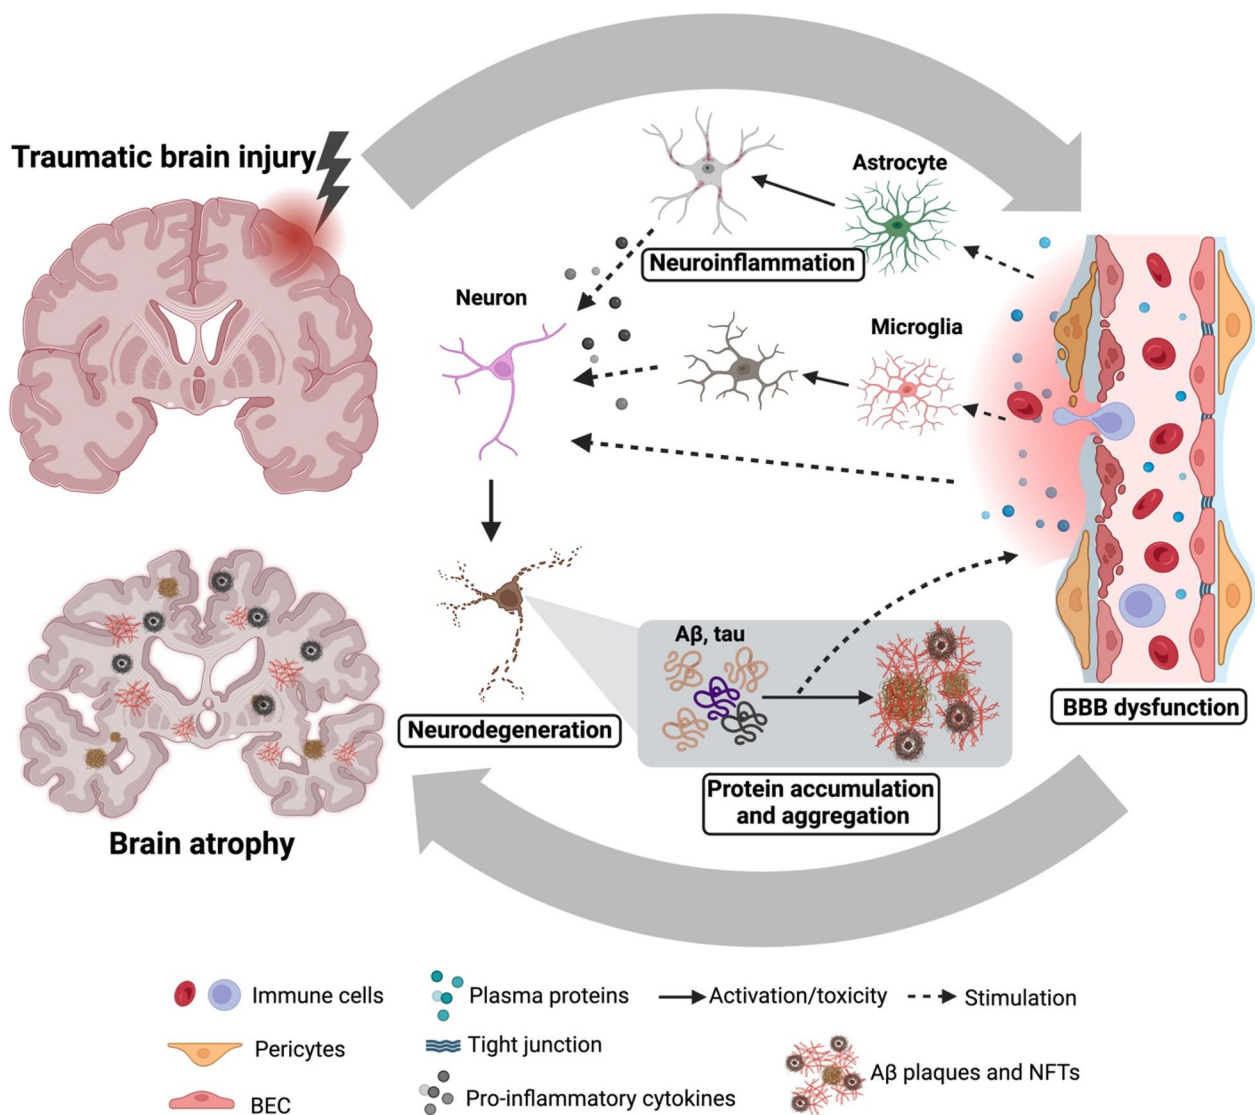 Traumatic brain injury
Astrocyte
Neuroinflammation
Neuron
Microglia
Aβ, tau
BBB dysfunction
Neurodegeneration
Protein accumulation
and aggregation
Brain atrophy
Immune cells
Plasma proteins
Activation/toxicity
Stimulation
Pericytes
Tight junction
Aβ plaques and NFTs
BEC
Pro-inflammatory cytokines